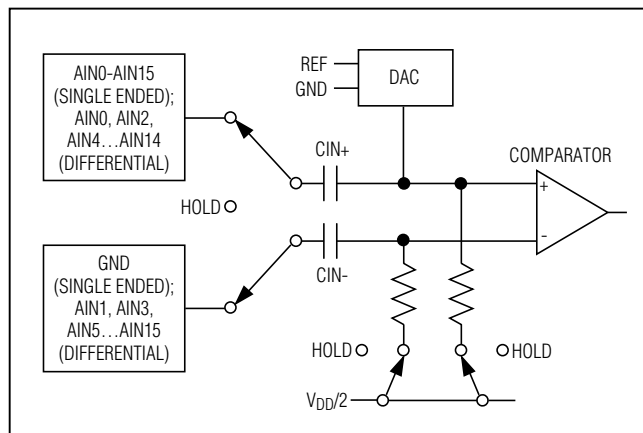 AIN0-AIN15
(SINGLE ENDED);
AIN0, AIN2,
AIN4…AIN14
(DIFFERENTIAL)
REF
GND
DAC
CIN+
COMPARATOR
+
-
HOLD
GND
(SINGLE ENDED);
AIN1, AIN3,
AIN5…AIN15
(DIFFERENTIAL)
CIN-
HOLD
HOLD
VDD/2